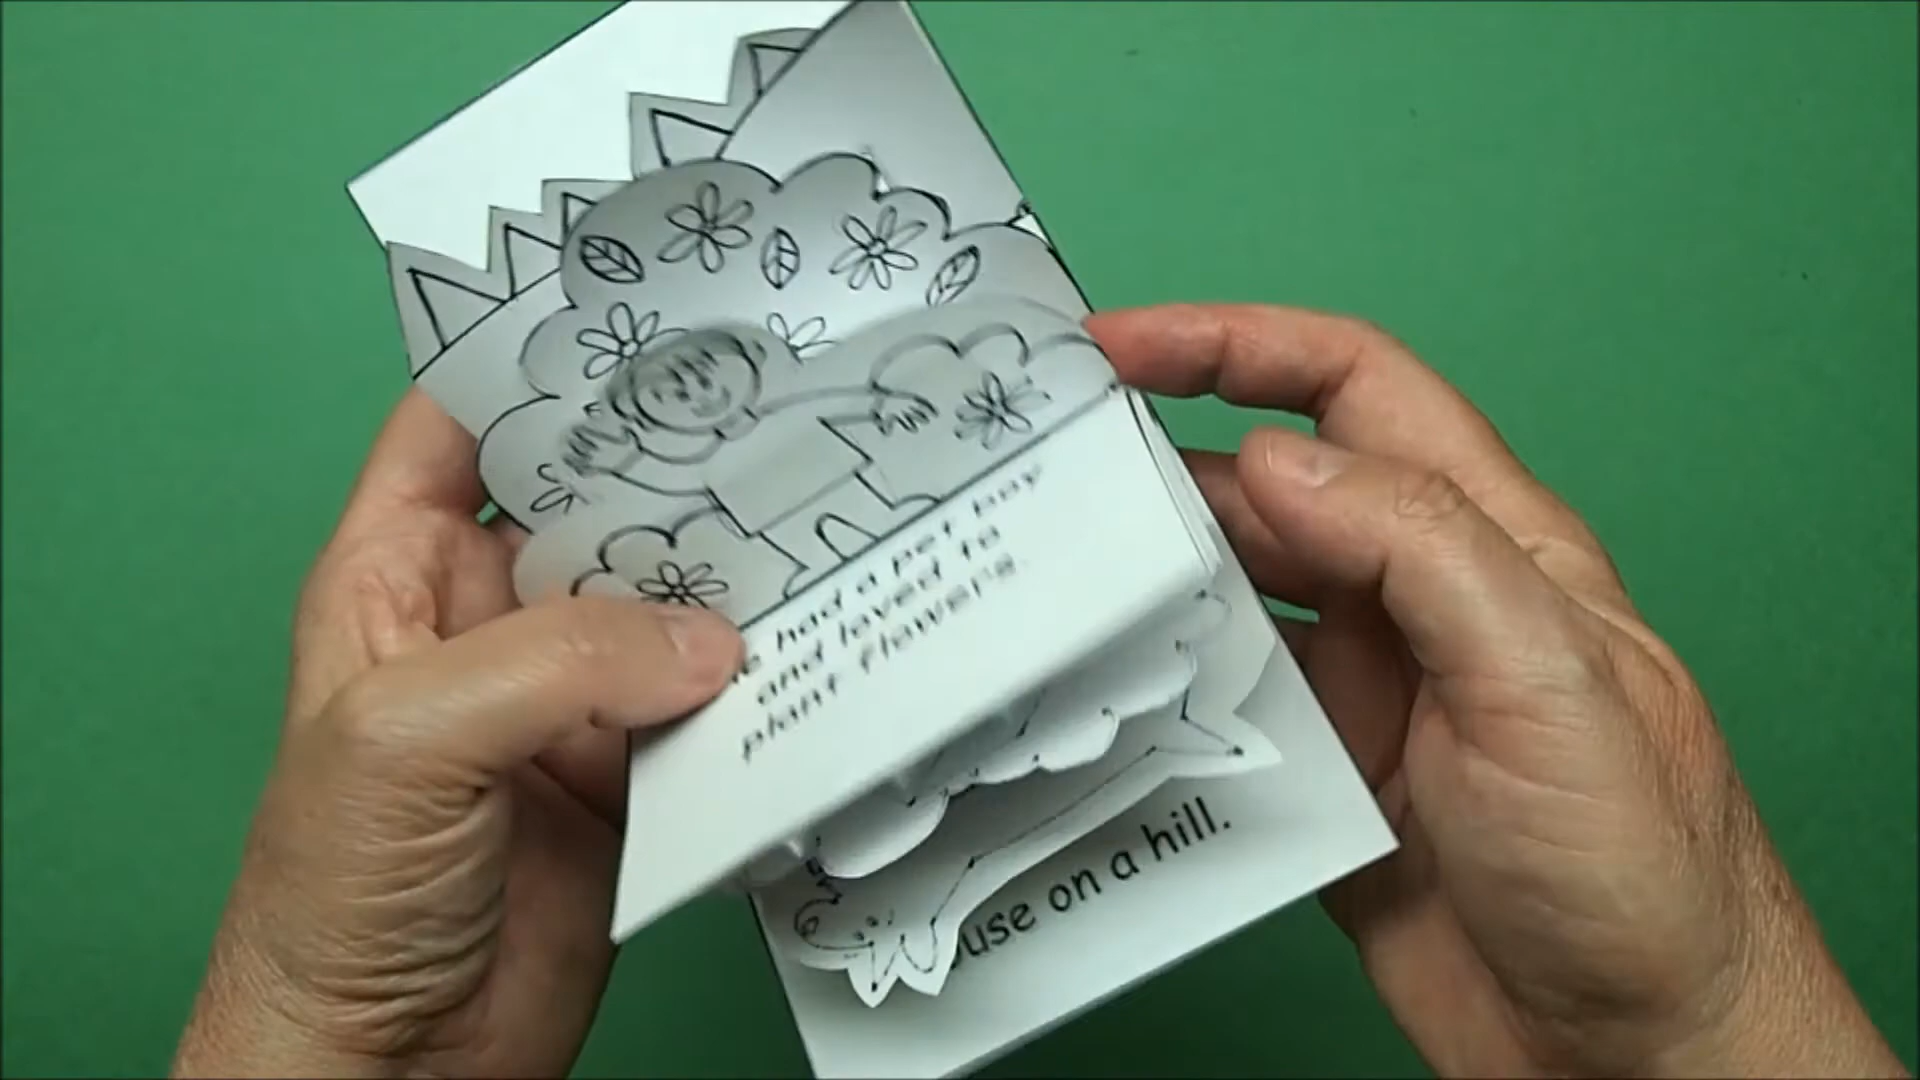 had a pet boy
and loved to
plant flowers.
use on a hill.